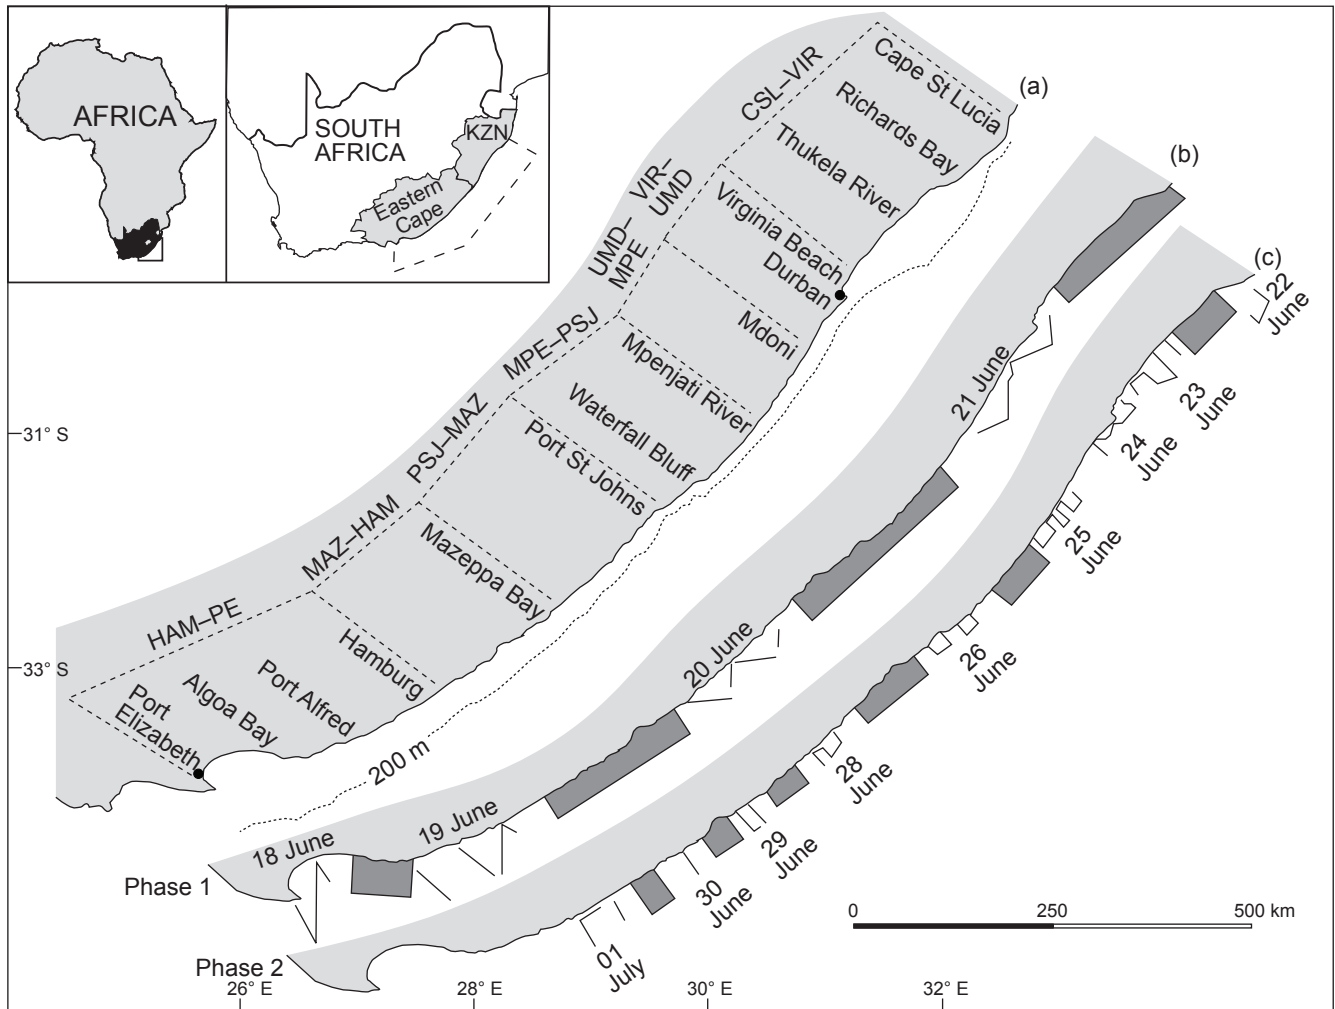 AFRICA
SOUTH
AFRICA
KZN
Eastern
Cape
(a)
CSL–VIR
VIR–
UMD
UMD–
MPE
MPE–PSJ
PSJ–MAZ
MAZ–HAM
HAM–PE
Cape St Lucia
Richards Bay
Thukela River
Virginia Beach
Durban
Mdoni
Mpenjati River
Waterfall Bluff
Port St Johns
Mazeppa Bay
Hamburg
Port Alfred
Algoa Bay
Port
Elizabeth
200 m
31° S
33° S
(b)
21 June
20 June
19 June
18 June
Phase 1
(c)
22
June
23
June
24
June
25
June
26
June
28
June
29
June
30
June
01
July
Phase 2
0
250
500 km
26° E
28° E
30° E
32° E